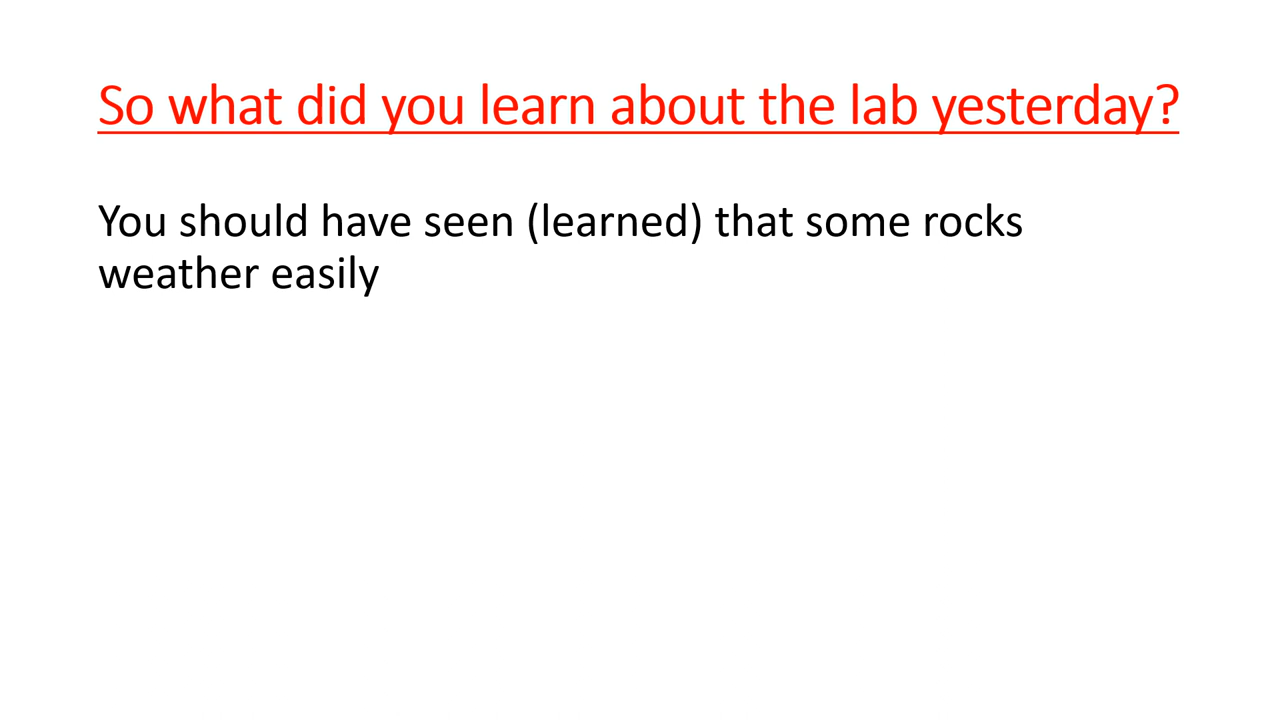 So what did you learn about the lab yesterday?
You should have seen (learned) that some rocks
weather easily